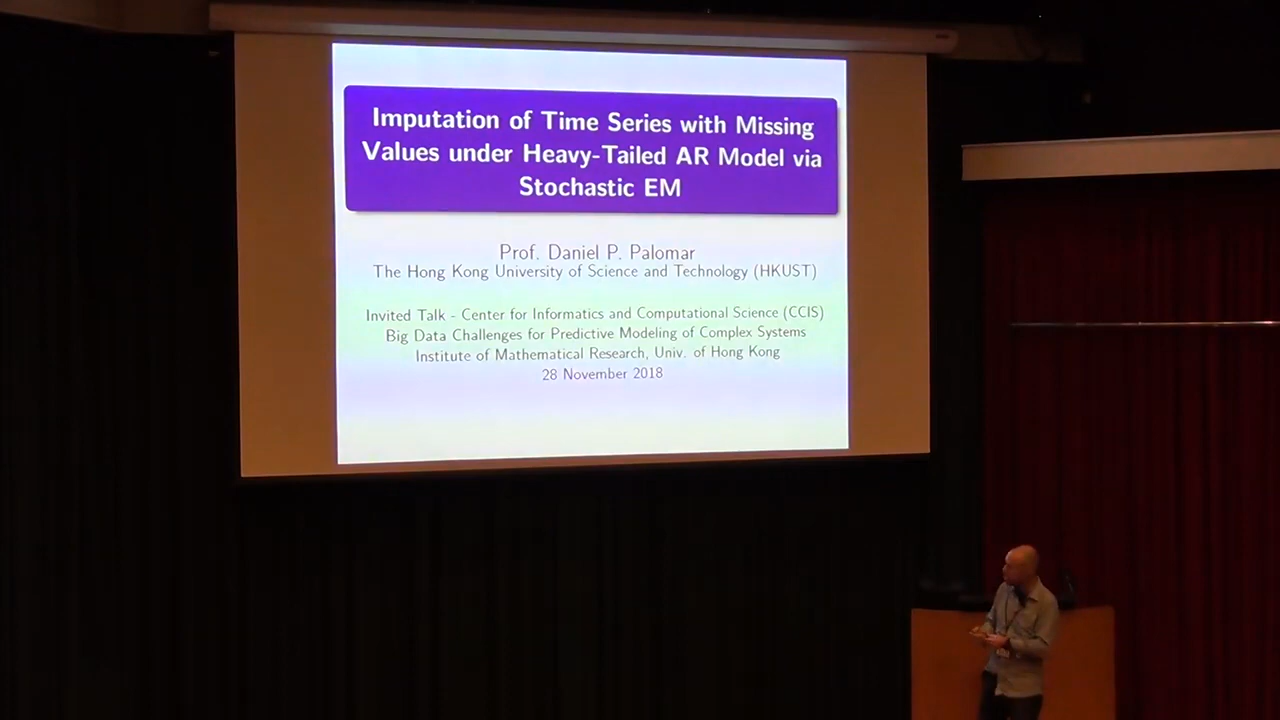 Imputation of Time Series with Missing
Values under Heavy-Tailed AR Model via
Stochastic EM
Prof. Daniel P. Palomar
The Hong Kong University of Science and Technology (HKUST)
Invited Talk - Center for Informatics and Computational Science (CCIS)
Big Data Challenges for Predictive Modeling of Complex Systems
Institute of Mathematical Research, Univ. of Hong Kong
28 November 2018